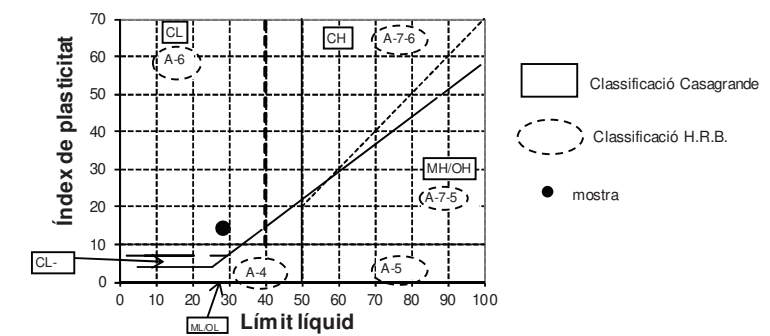 Índex de plasticitat
70
60
50
40
30
20
10
0
CL
A-6
CH
A-7-6
MH/OH
A-7-5
CL-
A-4
A-5
0 10 20 30 40 50 60 70 80 90 100
ML/OL
Límit líquid
Classificació Casagrande
Classificació H.R.B.
mostra